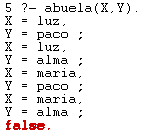 5 ?- abuela(X,Y).
X = luz,
Y = paco ;
X = luz,
Y = alma ;
X = maria,
Y = paco ;
X = maria,
Y = alma ;
false.